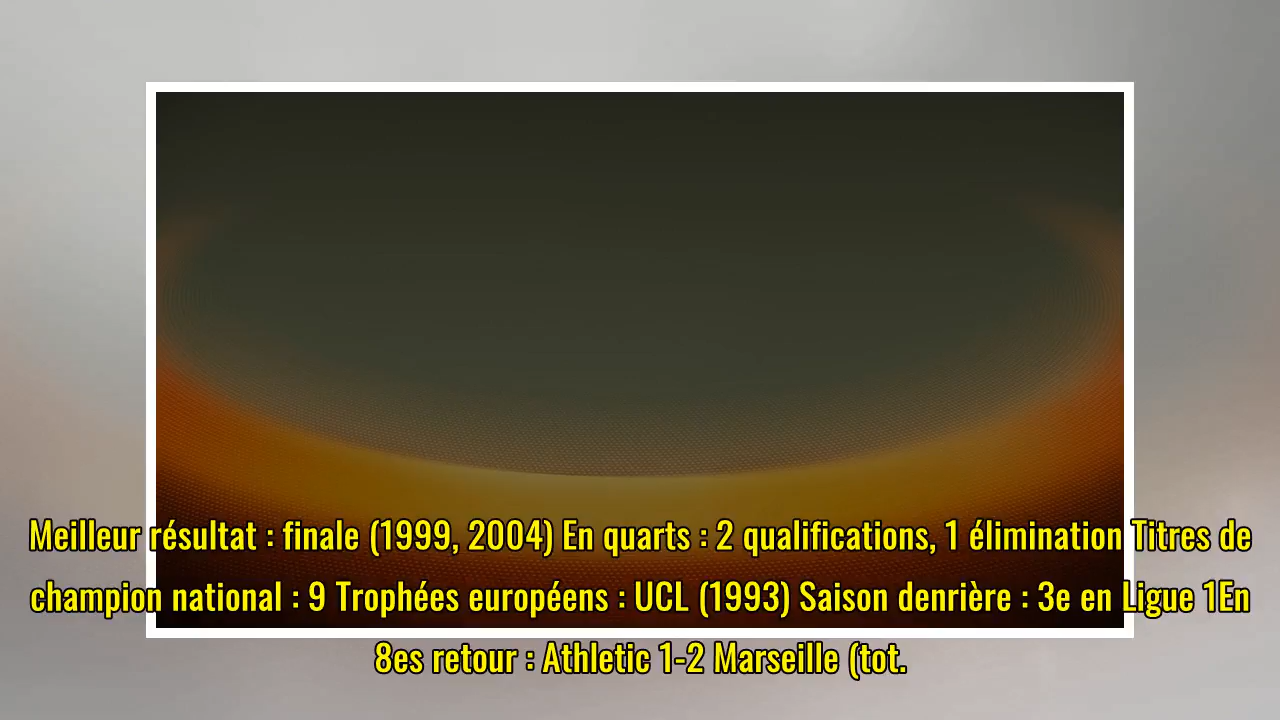 Meilleur résultat : finale (1999, 2004) En quarts : 2 qualifications, 1 élimination Titres de
champion national : 9 Trophées européens : UCL (1993) Saison denrière : 3e en Ligue 1En
8es retour : Athletic 1-2 Marseille (tot.